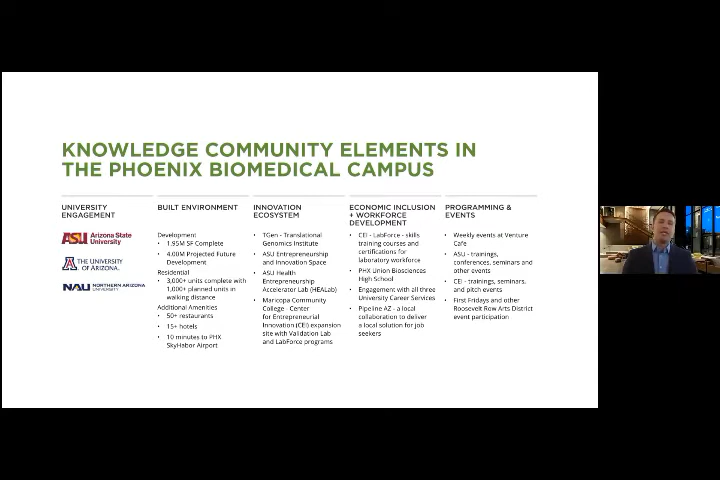 KNOWLEDGE COMMUNITY ELEMENTS IN
THE PHOENIX BIOMEDICAL CAMPUS
UNIVERSITY
ENGAGEMENT
ASU Arizona State
University
THE UNIVERSITY
OF ARIZONA.
NAU NORTHERN ARIZONA
UNIVERSITY
BUILT ENVIRONMENT
Development
• 1.95M SF Complete
• 4.00M Projected Future
Development
Residential
• 3,000+ units complete with
1,000+ planned units in
walking distance
Additional Amenities
• 50+ restaurants
• 15+ hotels
• 10 minutes to PHX
SkyHabor Airport
INNOVATION
ECOSYSTEM
• TGen - Translational
Genomics Institute
• ASU Entrepreneurship
and Innovation Space
• ASU Health
Entrepreneurship
Accelerator Lab (HEALab)
• Maricopa Community
College - Center
for Entrepreneurial
Innovation (CEI) expansion
site with Validation Lab
and LabForce programs
ECONOMIC INCLUSION
+ WORKFORCE
DEVELOPMENT
• CEI - LabForce - skills
training courses and
certifications for
laboratory workforce
• PHX Union Biosciences
High School
• Engagement with all three
University Career Services
• Pipeline AZ - a local
collaboration to deliver
a local solution for job
seekers
PROGRAMMING &
EVENTS
• Weekly events at Venture
Cafe
• ASU - trainings,
conferences, seminars and
other events
• CEI - trainings, seminars,
and pitch events
• First Fridays and other
Roosevelt Row Arts District
event participation